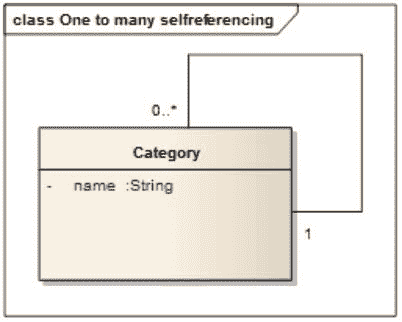 class One to many selfreferencing
0..*
Category
- name :String
1